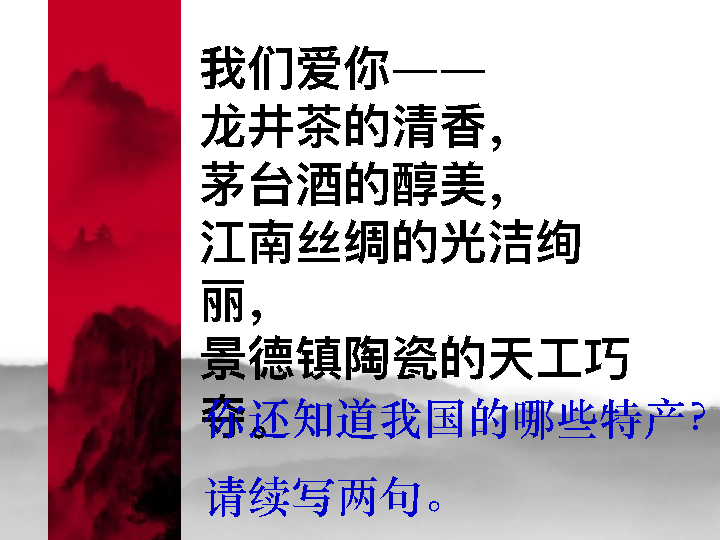 我们爱你——
龙井茶的清香，
茅台酒的醇美，
江南丝绸的光洁绚
丽，
景德镇陶瓷的天工巧
夺。
你还知道我国的哪些特产？
请续写两句。